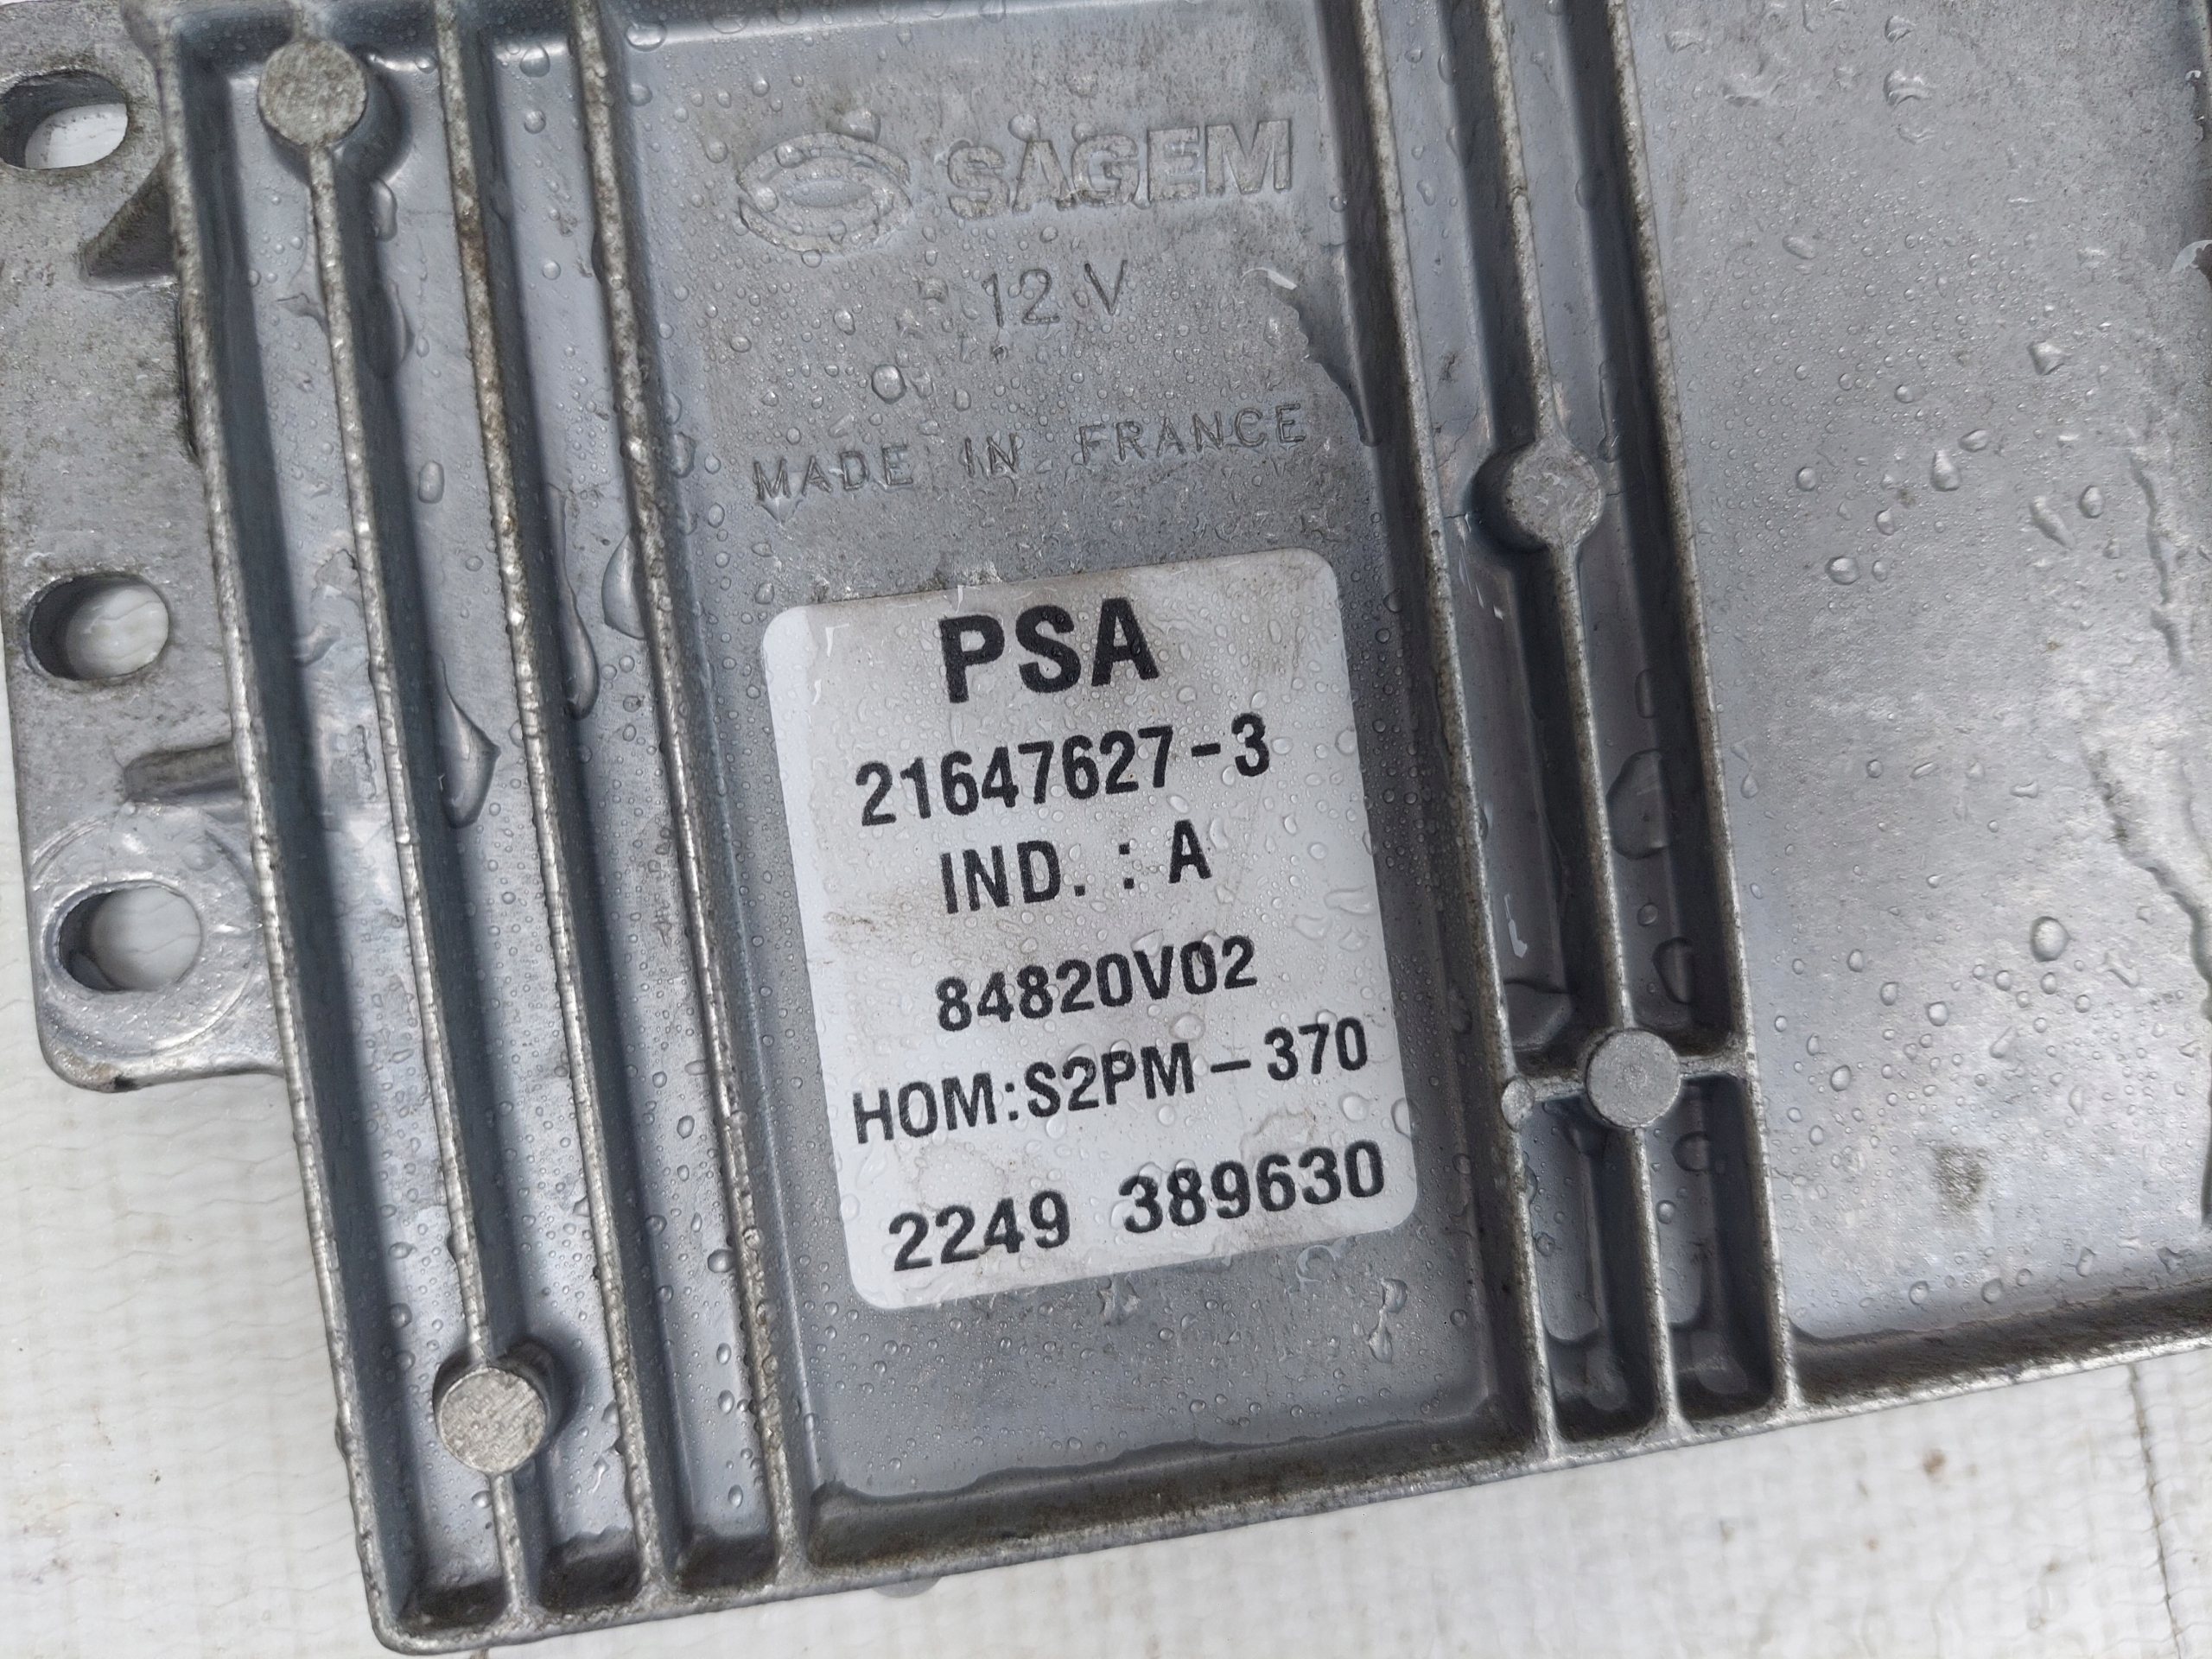 SAGEM
12 V
MADE IN FRANCE
PSA
21647627-3
IND. : A
84820V02
HOM:S2PM-370
2249 389630